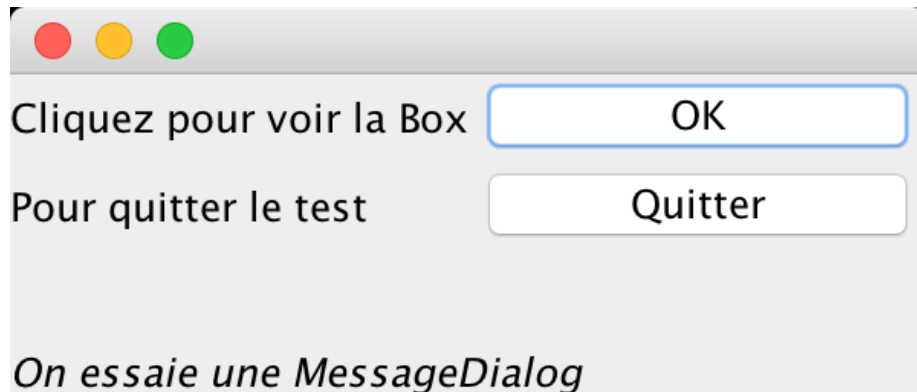 Cliquez pour voir la Box OK
Pour quitter le test Quitter
On essaie une MessageDialog